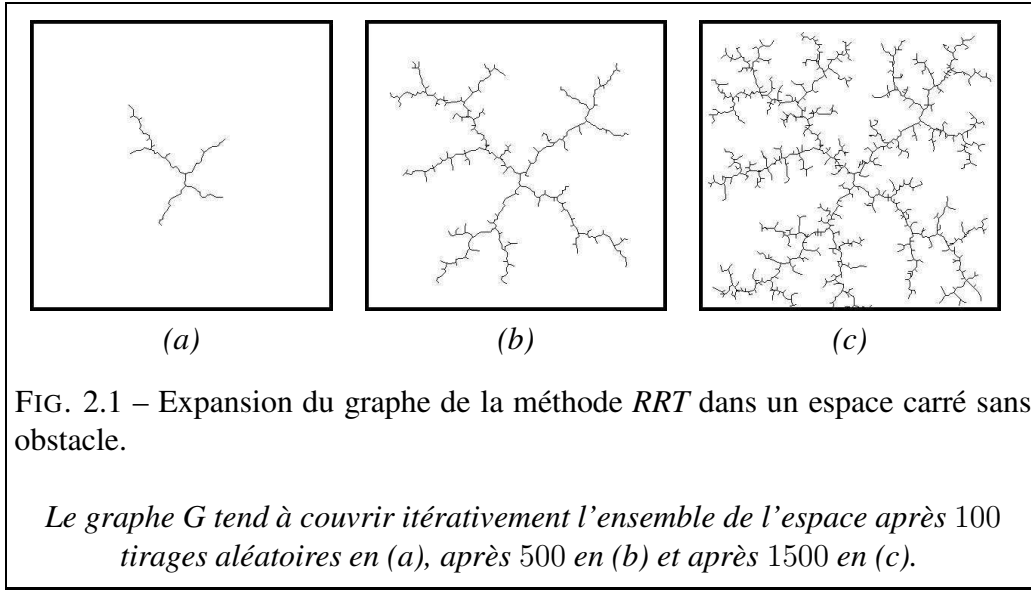 (a) (b) (c)
FIG. 2.1 – Expansion du graphe de la méthode RRT dans un espace carré sans
obstacle.
Le graphe G tend à couvrir itérativement l'ensemble de l'espace après 100
tirages aléatoires en (a), après 500 en (b) et après 1500 en (c).